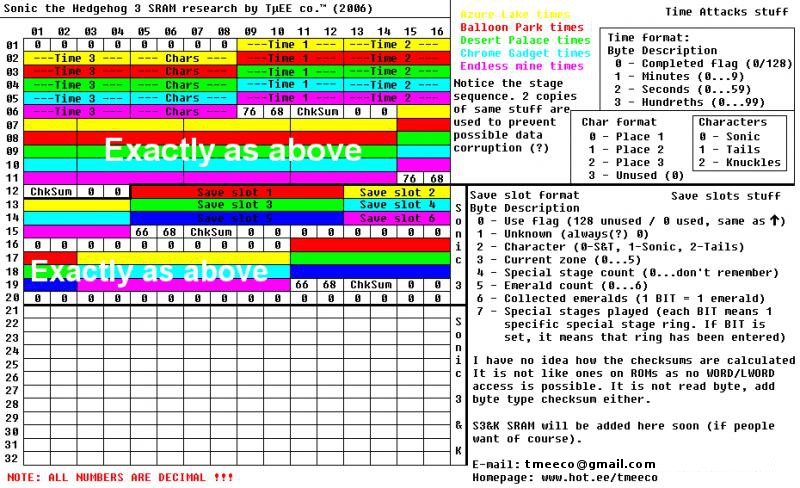 Sonic the Hedgehog 3 SRAM research by TµEE co.™ (2006)
01 02 03 04 05 06 07 08 09 10 11 12 13 14 15 16
01 0 0 0 0 0 0 0 0 ---Time 1 --- ---Time 2 ---
02 ---Time 3 --- --- Chars --- ---Time 1 --- ---Time 2 ---
03 ---Time 3 --- --- Chars --- ---Time 1 --- ---Time 2 ---
04 ---Time 3 --- --- Chars --- ---Time 1 --- ---Time 2 ---
05 ---Time 3 --- --- Chars --- ---Time 1 --- ---Time 2 ---
06 ---Time 3 --- --- Chars --- 76 68 ChkSum 0 0
07
08
09
Exactly as above
10
11 76 68
12 ChkSum 0 0 Save slot 1 Save slot 2
13 Save slot 3 Save slot 4
14 Save slot 5 Save slot 6
15 65 66 68 ChkSum 0 0 0 0 0 0
16 0 0 0 0 0 0 0 0 0 0
17
18
Exactly as above
19 66 68 ChkSum 0 0
20 0 0 0 0 0 0 0 0 0 0 0 0 0 0 0 0
Sonic 3
21
22
23
24
25
26
27
28
29
30
31
32
Sonic 3 & K
NOTE: ALL NUMBERS ARE DECIMAL !!!
Azure Lake times
Balloon Park times
Desert Palace times
Chrome Gadget times
Endless mine times
Notice the stage
sequence. 2 copies
of same stuff are
used to prevent
possible data
corruption (?)
Time Attacks stuff
Time format:
Byte Description
0 - Completed flag (0/128)
1 - Minutes (0...9)
2 - Seconds (0...59)
3 - Hundreths (0...99)
Char format
0 - Place 1
1 - Place 2
2 - Place 3
3 - Unused (0)
Characters
0 - Sonic
1 - Tails
2 - Knuckles
Save slot format Save slots stuff
Byte Description
0 - Use flag (128 unused / 0 used, same as ↑)
1 - Unknown (always(?) 0)
2 - Character (0-S&T, 1-Sonic, 2-Tails)
3 - Current zone (0...5)
4 - Special stage count (0...don't remember)
5 - Emerald count (0...6)
6 - Collected emeralds (1 BIT = 1 emerald)
7 - Special stages played (each BIT means 1
specific special stage ring. If BIT is
set, it means that ring has been entered)
I have no idea how the checksums are calculated
It is not like ones on ROMs as no WORD/LWORD
access is possible. It is not read byte, add
byte type checksum either.
S3&K SRAM will be added here soon (if people
want of course).
E-mail: tmeeco@gmail.com
Homepage: www.hot.ee/tmeeco